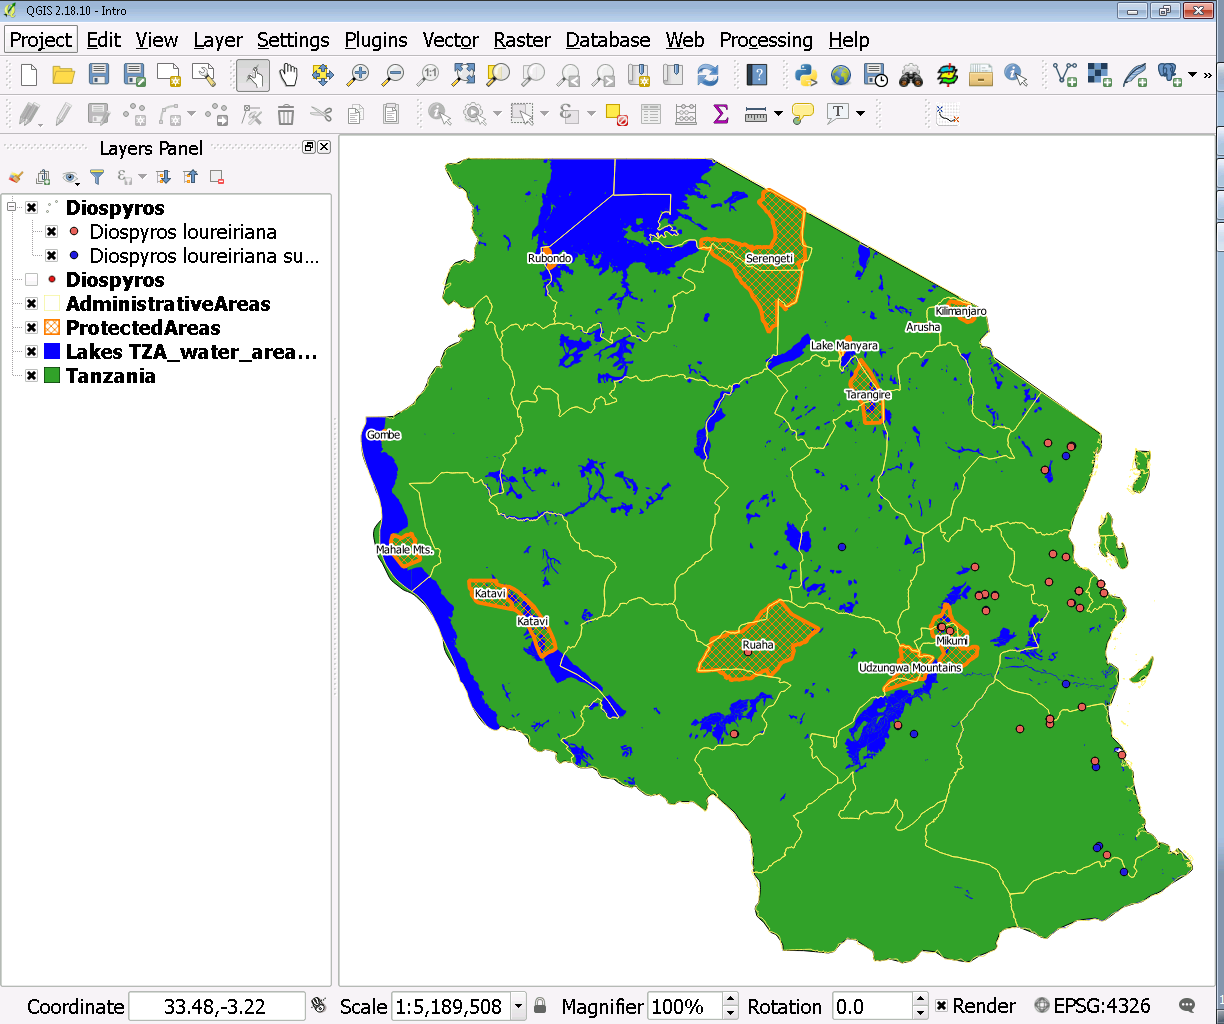 QGIS 2.18.10 - Intro
Project Edit View Layer Settings Plugins Vector Raster Database Web Processing Help
Layers Panel
Diospyros
Diospyros loureiriana
Diospyros loureiriana su...
Diospyros
AdministrativeAreas
ProtectedAreas
Lakes TZA_water_area...
Tanzania
Rubondo
Serengeti
Kilimanjaro
Arusha
Lake Manyara
Tarangire
Gombe
Mahale Mts.
Katavi
Katavi
Ruaha
Mikumi
Udzungwa Mountains
Coordinate 33.48,-3.22 Scale 1:5,189,508 Magnifier 100% Rotation 0.0 Render EPSG:4326